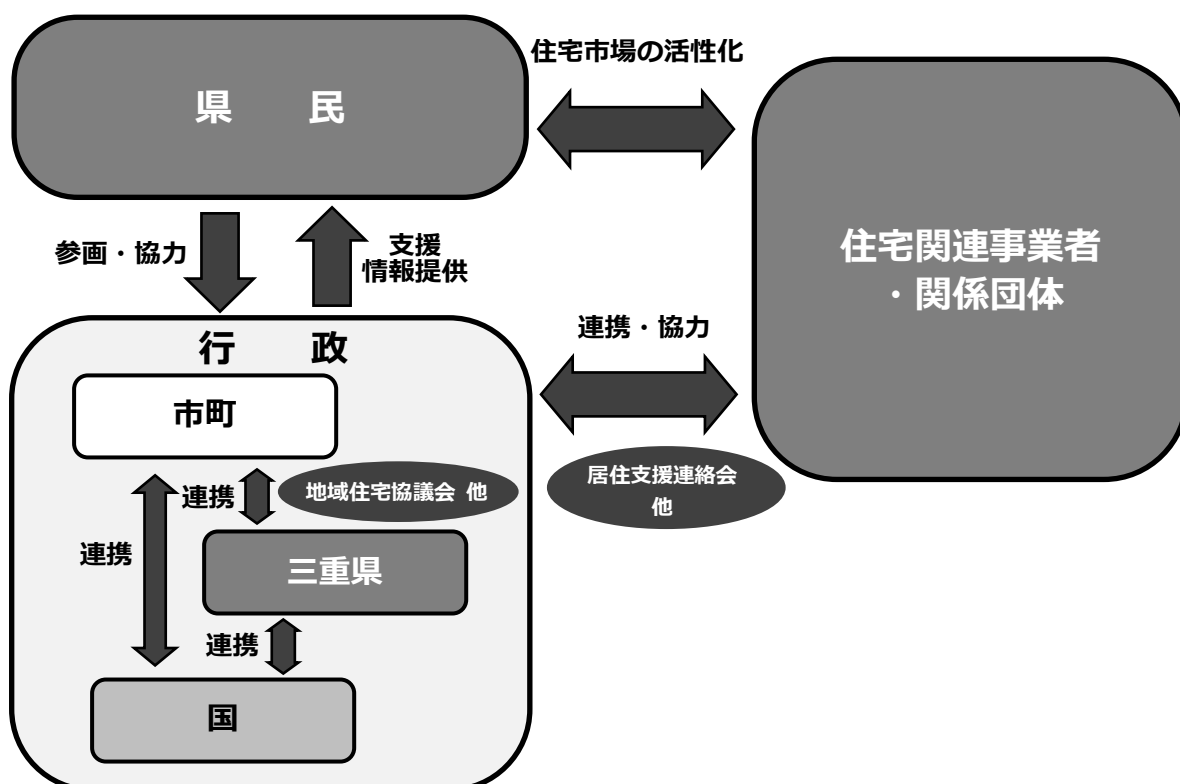 住宅市場の活性化
県　民
住宅関連事業者
・関係団体
参画・協力
支援
情報提供
連携・協力
行　政
市町
連携
地域住宅協議会 他
居住支援連絡会
他
連携
三重県
連携
国